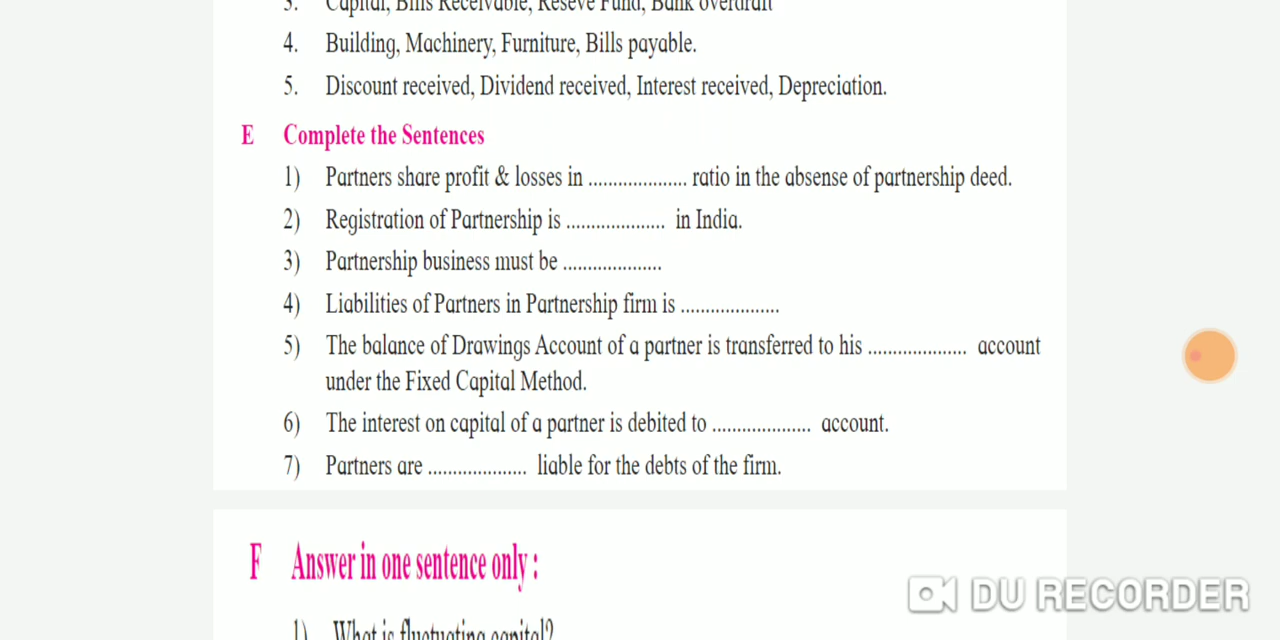 3. Capital, Bills Receivable, Reseve Fund, Bank overdraft
4. Building, Machinery, Furniture, Bills payable.
5. Discount received, Dividend received, Interest received, Depreciation.
E Complete the Sentences
1) Partners share profit & losses in .................... ratio in the absense of partnership deed.
2) Registration of Partnership is .................... in India.
3) Partnership business must be ....................
4) Liabilities of Partners in Partnership firm is ....................
5) The balance of Drawings Account of a partner is transferred to his .................... account
under the Fixed Capital Method.
6) The interest on capital of a partner is debited to .................... account.
7) Partners are .................... liable for the debts of the firm.
F Answer in one sentence only :
1) What is fluctuating capital?
DU RECORDER